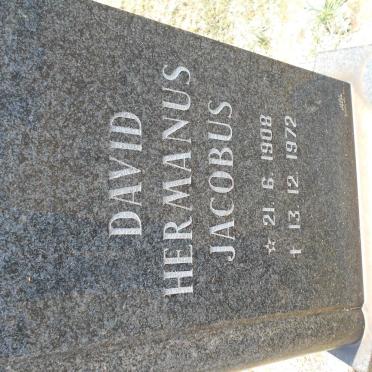 DAVID
HERMANUS
JACOBUS
☆ 21. 6. 1908
✝ 13. 12. 1972